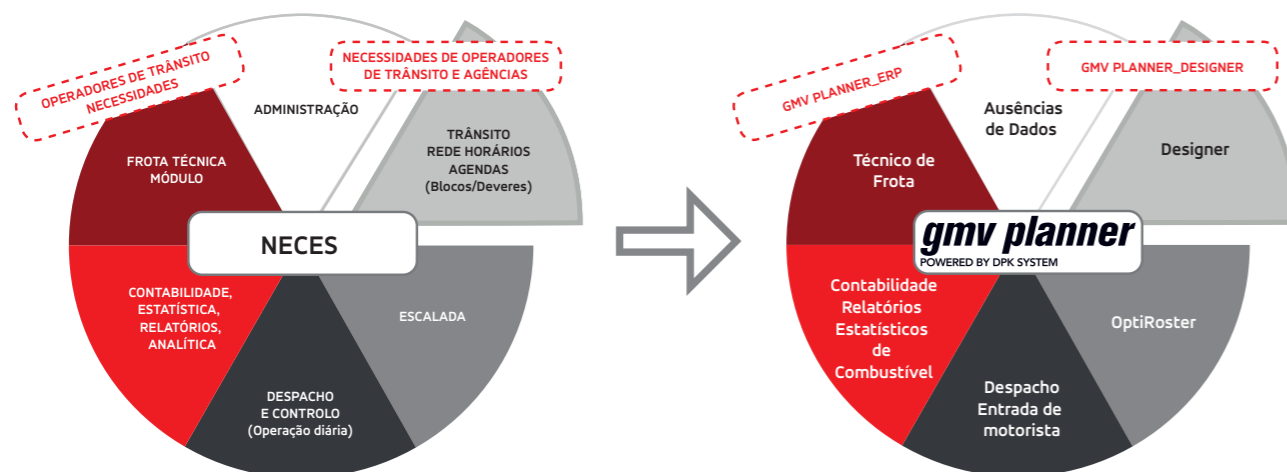 OPERADORES DE TRÂNSITO
NECESSIDADES
NECESSIDADES DE OPERADORES
DE TRÂNSITO E AGÊNCIAS
ADMINISTRAÇÃO
TRÂNSITO
REDE HORÁRIOS
AGENDAS
(Blocos/Deveres)
FROTA TÉCNICA
MÓDULO
NECES
CONTABILIDADE,
ESTATÍSTICA,
RELATÓRIOS,
ANALÍTICA
ESCALADA
DESPACHO
E CONTROLO
(Operação diária)
GMV PLANNER_ERP
GMV PLANNER_DESIGNER
Ausências
de Dados
Designer
Técnico de
Frota
gmv planner
POWERED BY DPK SYSTEM
Contabilidade
Relatórios
Estatísticos
de
Combustível
OptiRoster
Despacho
Entrada de
motorista